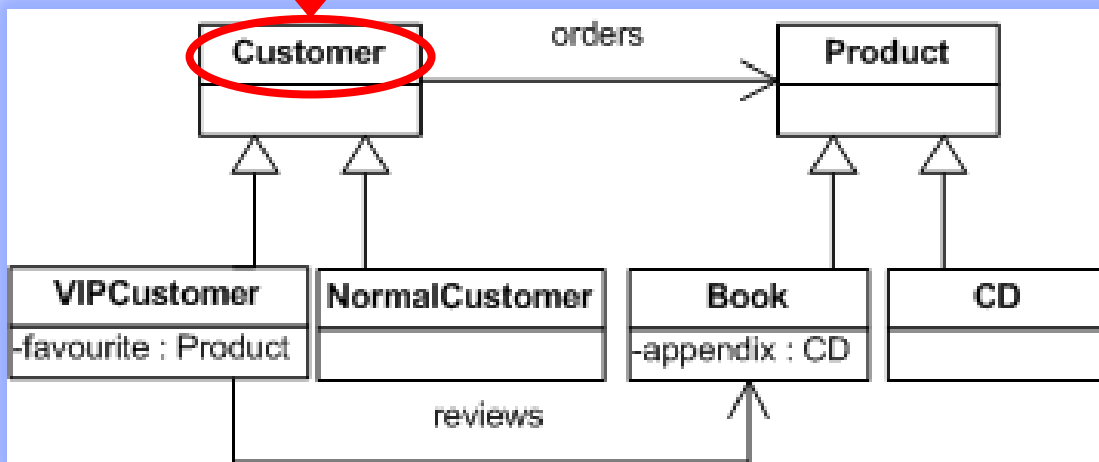 Customer
orders
Product
VIPCustomer
NormalCustomer
Book
CD
-favourite : Product
-appendix : CD
reviews